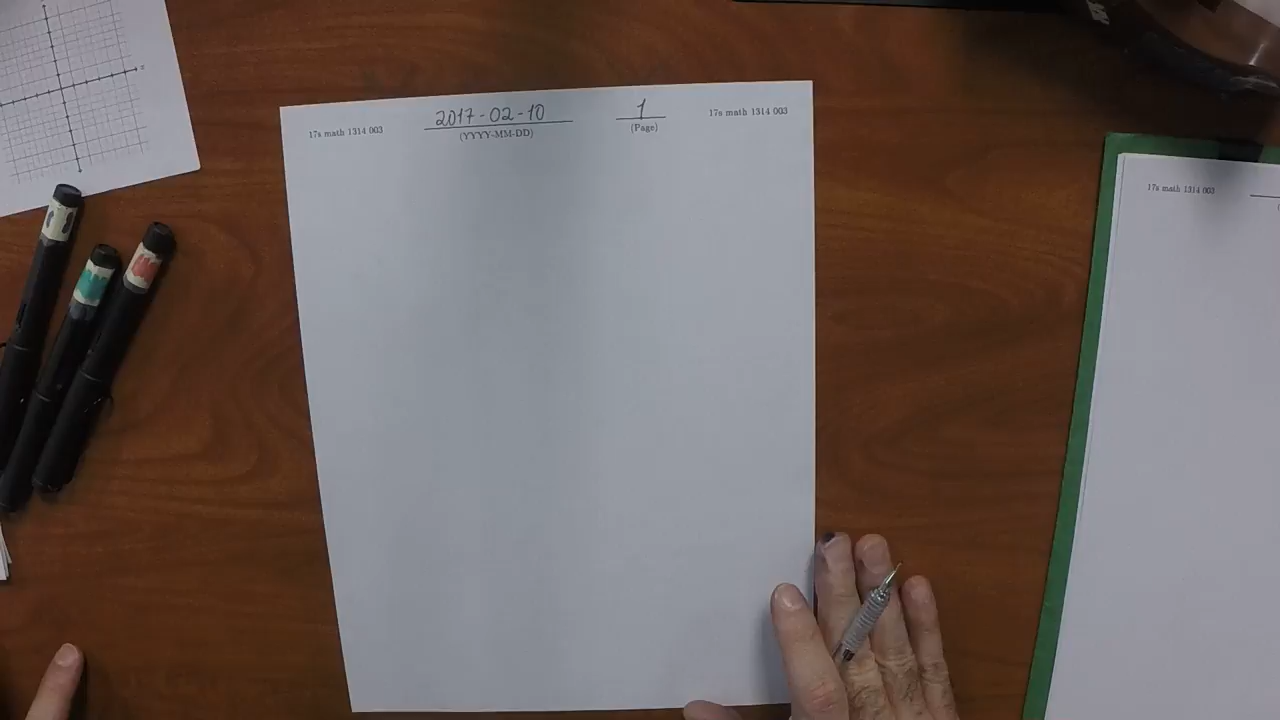 17s math 1314 003 2017-02-10 1 17s math 1314 003
(YYYY-MM-DD) (Page)
17s math 1314 003
x